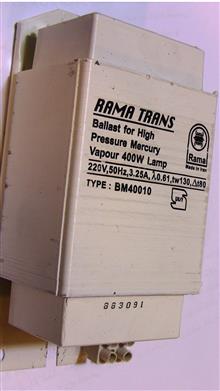 RAMA TRANS
Ballast for High
Pressure Mercury
Vapour 400W Lamp
Rama
Made in Iran
220V,50Hz,3.25A,λ0.61,tw130,Δt80
TYPE : BM40010
883091